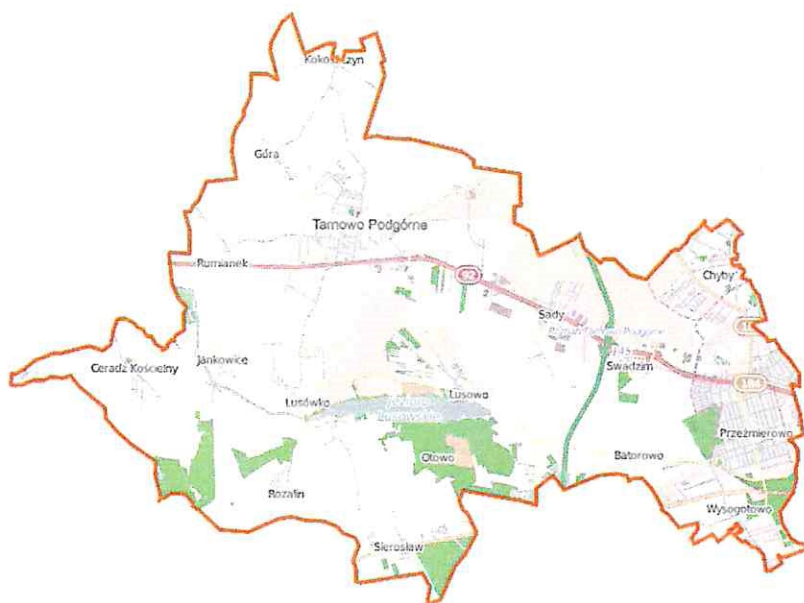 Góra
Tarnowo Podgórne
Rumianek
92
2
Chyby
Sady
Swadzim
Ceradz Kościelny
Jankowice
Lusówko
Lusowo
Przeźmierowo
Otowo
Batorowo
Rozalin
Wysogotowo
Sierosław